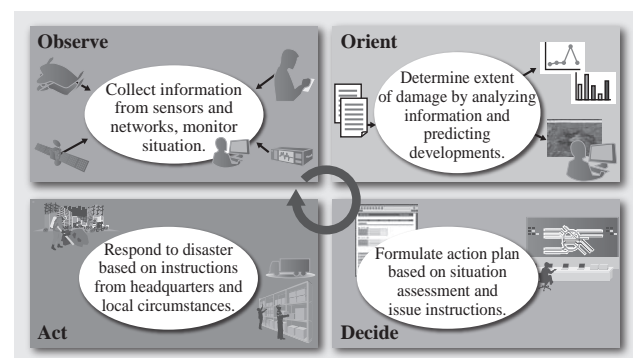 Observe
Collect information
from sensors and
networks, monitor
situation.
Orient
Determine extent
of damage by analyzing
information and
predicting
developments.
Respond to disaster
based on instructions
from headquarters and
local circumstances.
Act
Formulate action plan
based on situation
assessment and
issue instructions.
Decide